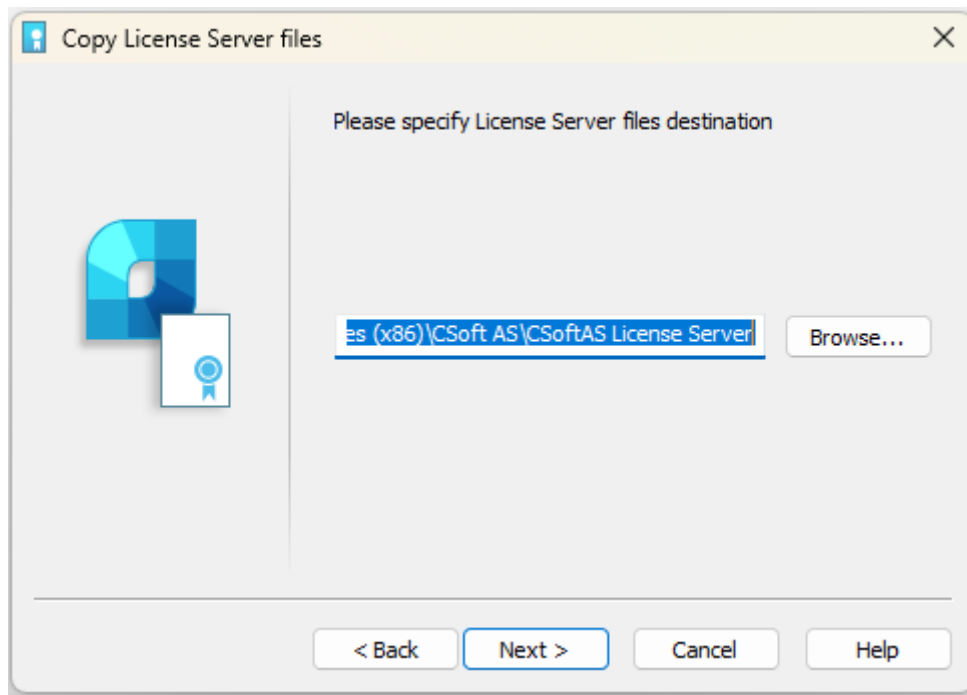 Copy License Server files
Please specify License Server files destination
es (x86)\CSoft AS\CSoftAS License Server
Browse...
< Back
Next >
Cancel
Help